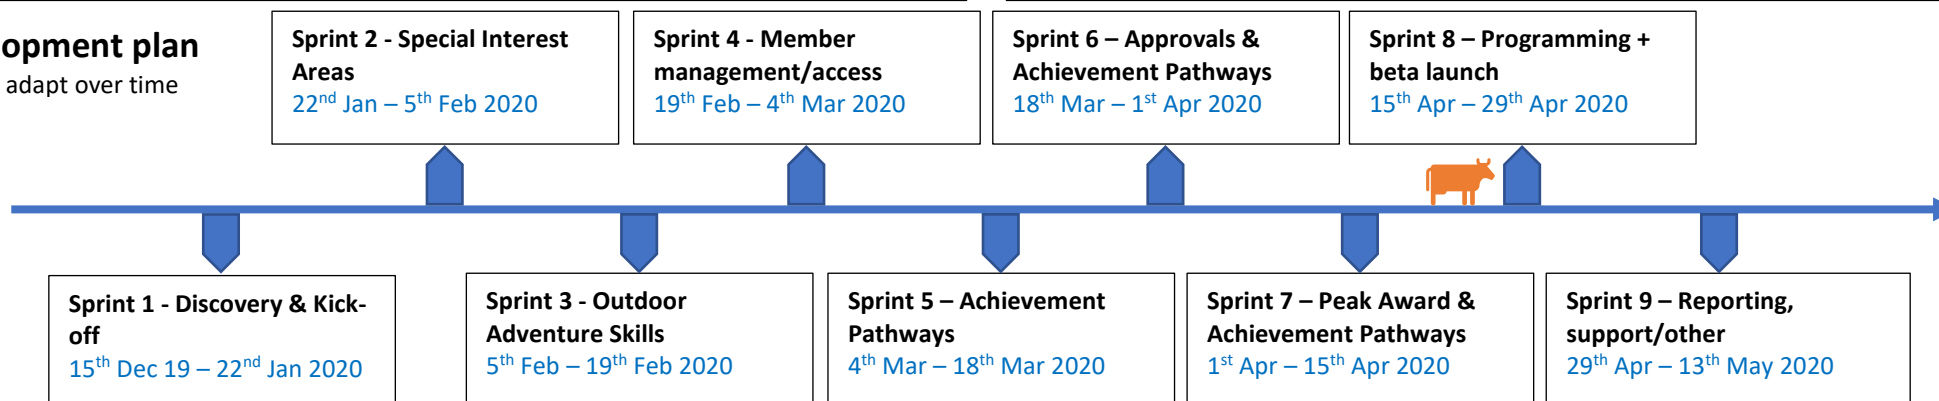 opment plan
adapt over time
Sprint 2 - Special Interest
Areas
22nd Jan – 5th Feb 2020
Sprint 4 - Member
management/access
19th Feb – 4th Mar 2020
Sprint 6 – Approvals &
Achievement Pathways
18th Mar – 1st Apr 2020
Sprint 8 – Programming +
beta launch
15th Apr – 29th Apr 2020
Sprint 1 - Discovery & Kick-
off
15th Dec 19 – 22nd Jan 2020
Sprint 3 - Outdoor
Adventure Skills
5th Feb – 19th Feb 2020
Sprint 5 – Achievement
Pathways
4th Mar – 18th Mar 2020
Sprint 7 – Peak Award &
Achievement Pathways
1st Apr – 15th Apr 2020
Sprint 9 – Reporting,
support/other
29th Apr – 13th May 2020